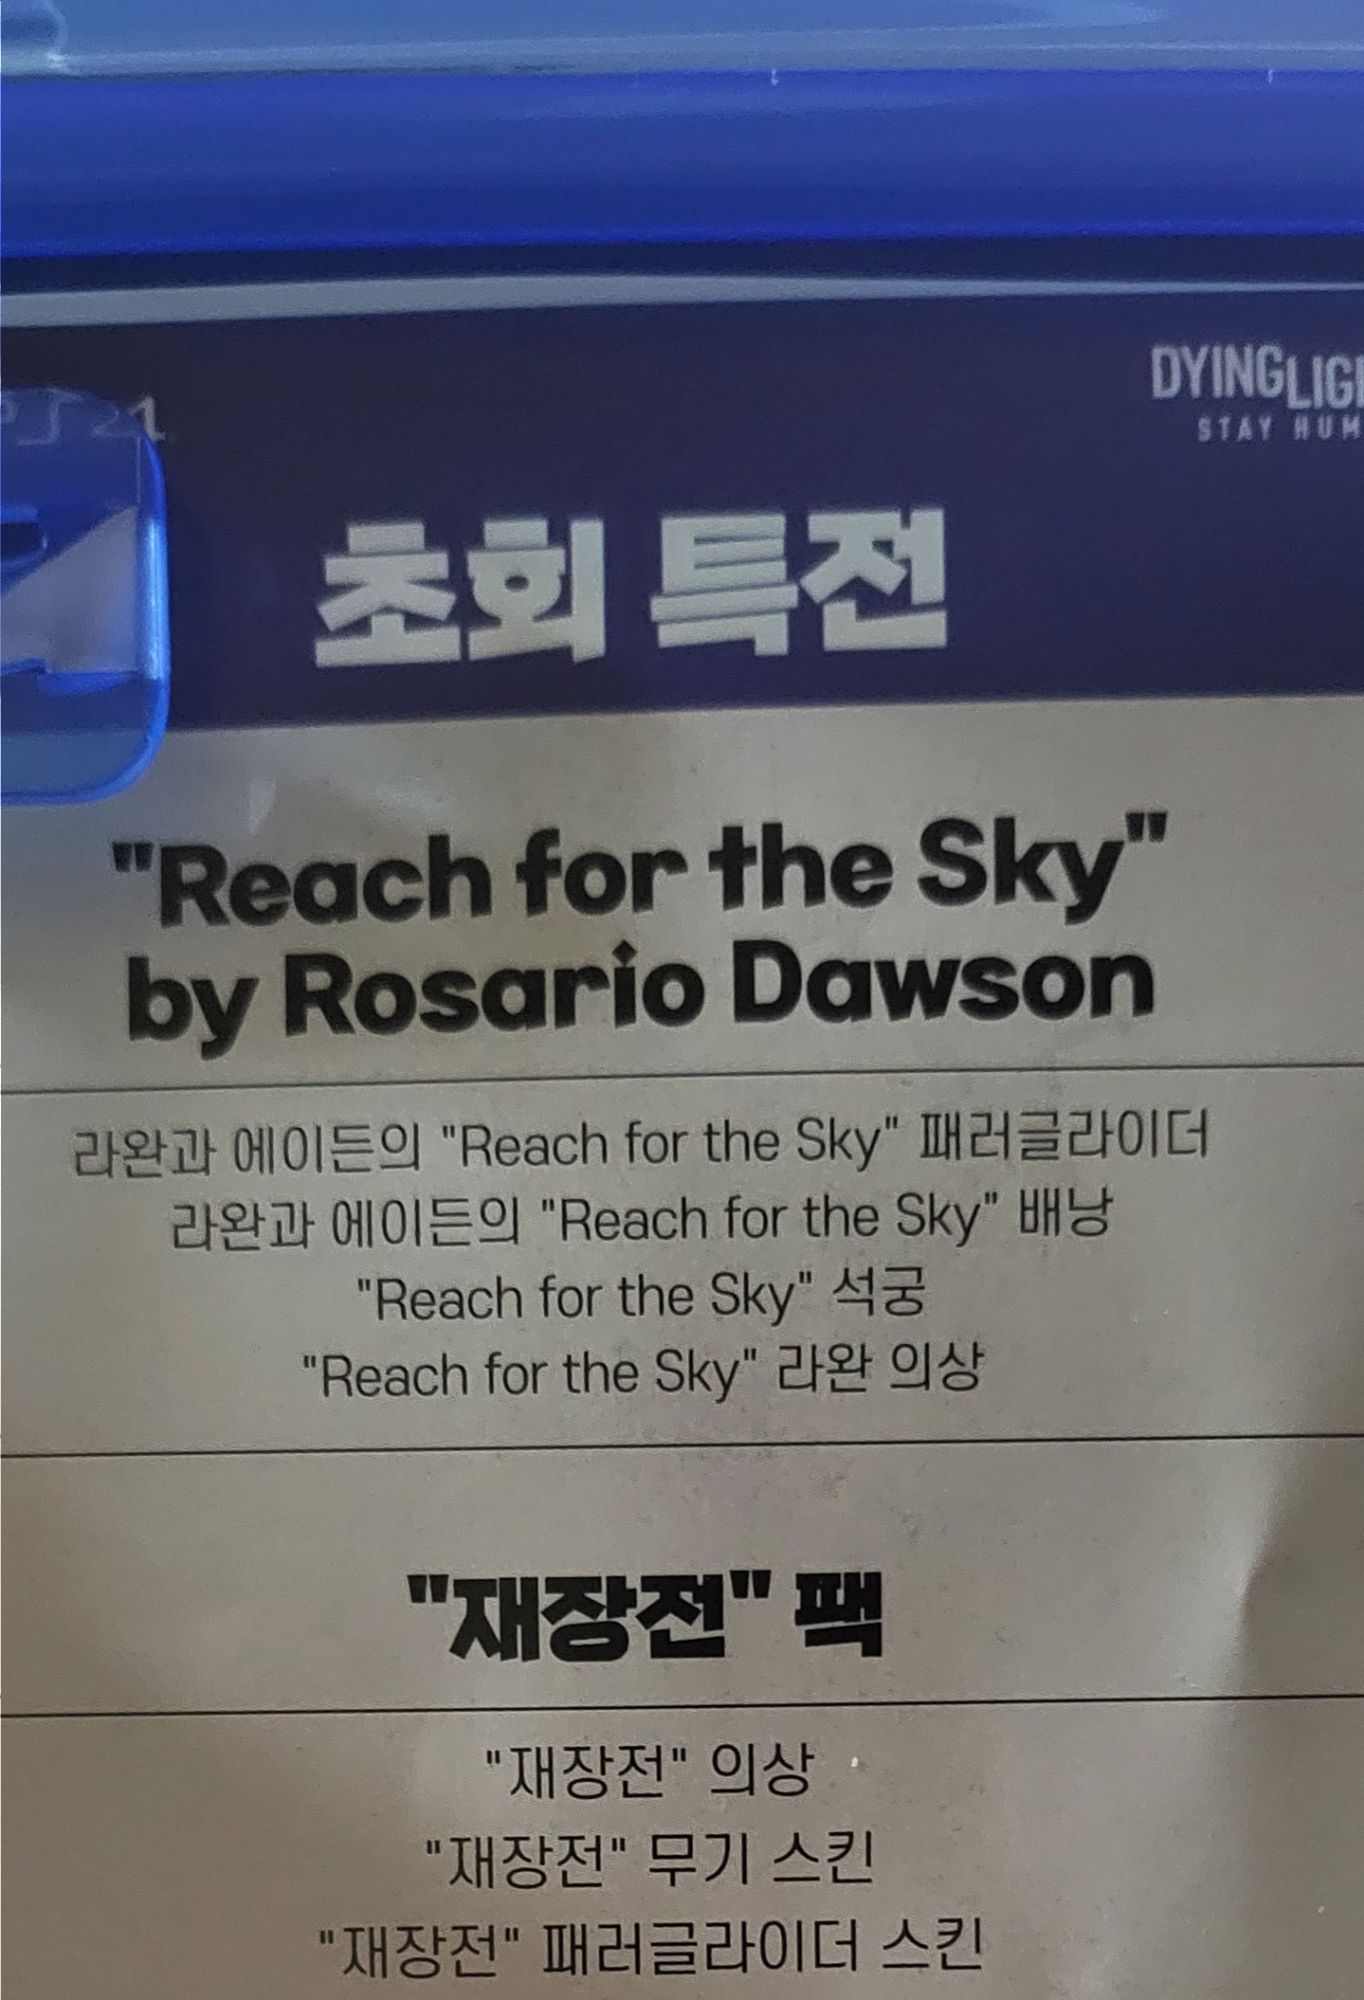 DYING LIGH
STAY HUM
초회 특전
"Reach for the Sky"
by Rosario Dawson
라완과 에이든의 "Reach for the Sky" 패러글라이더
라완과 에이든의 "Reach for the Sky" 배낭
"Reach for the Sky" 석궁
"Reach for the Sky" 라완 의상
"재장전" 팩
"재장전" 의상
"재장전" 무기 스킨
"재장전" 패러글라이더 스킨